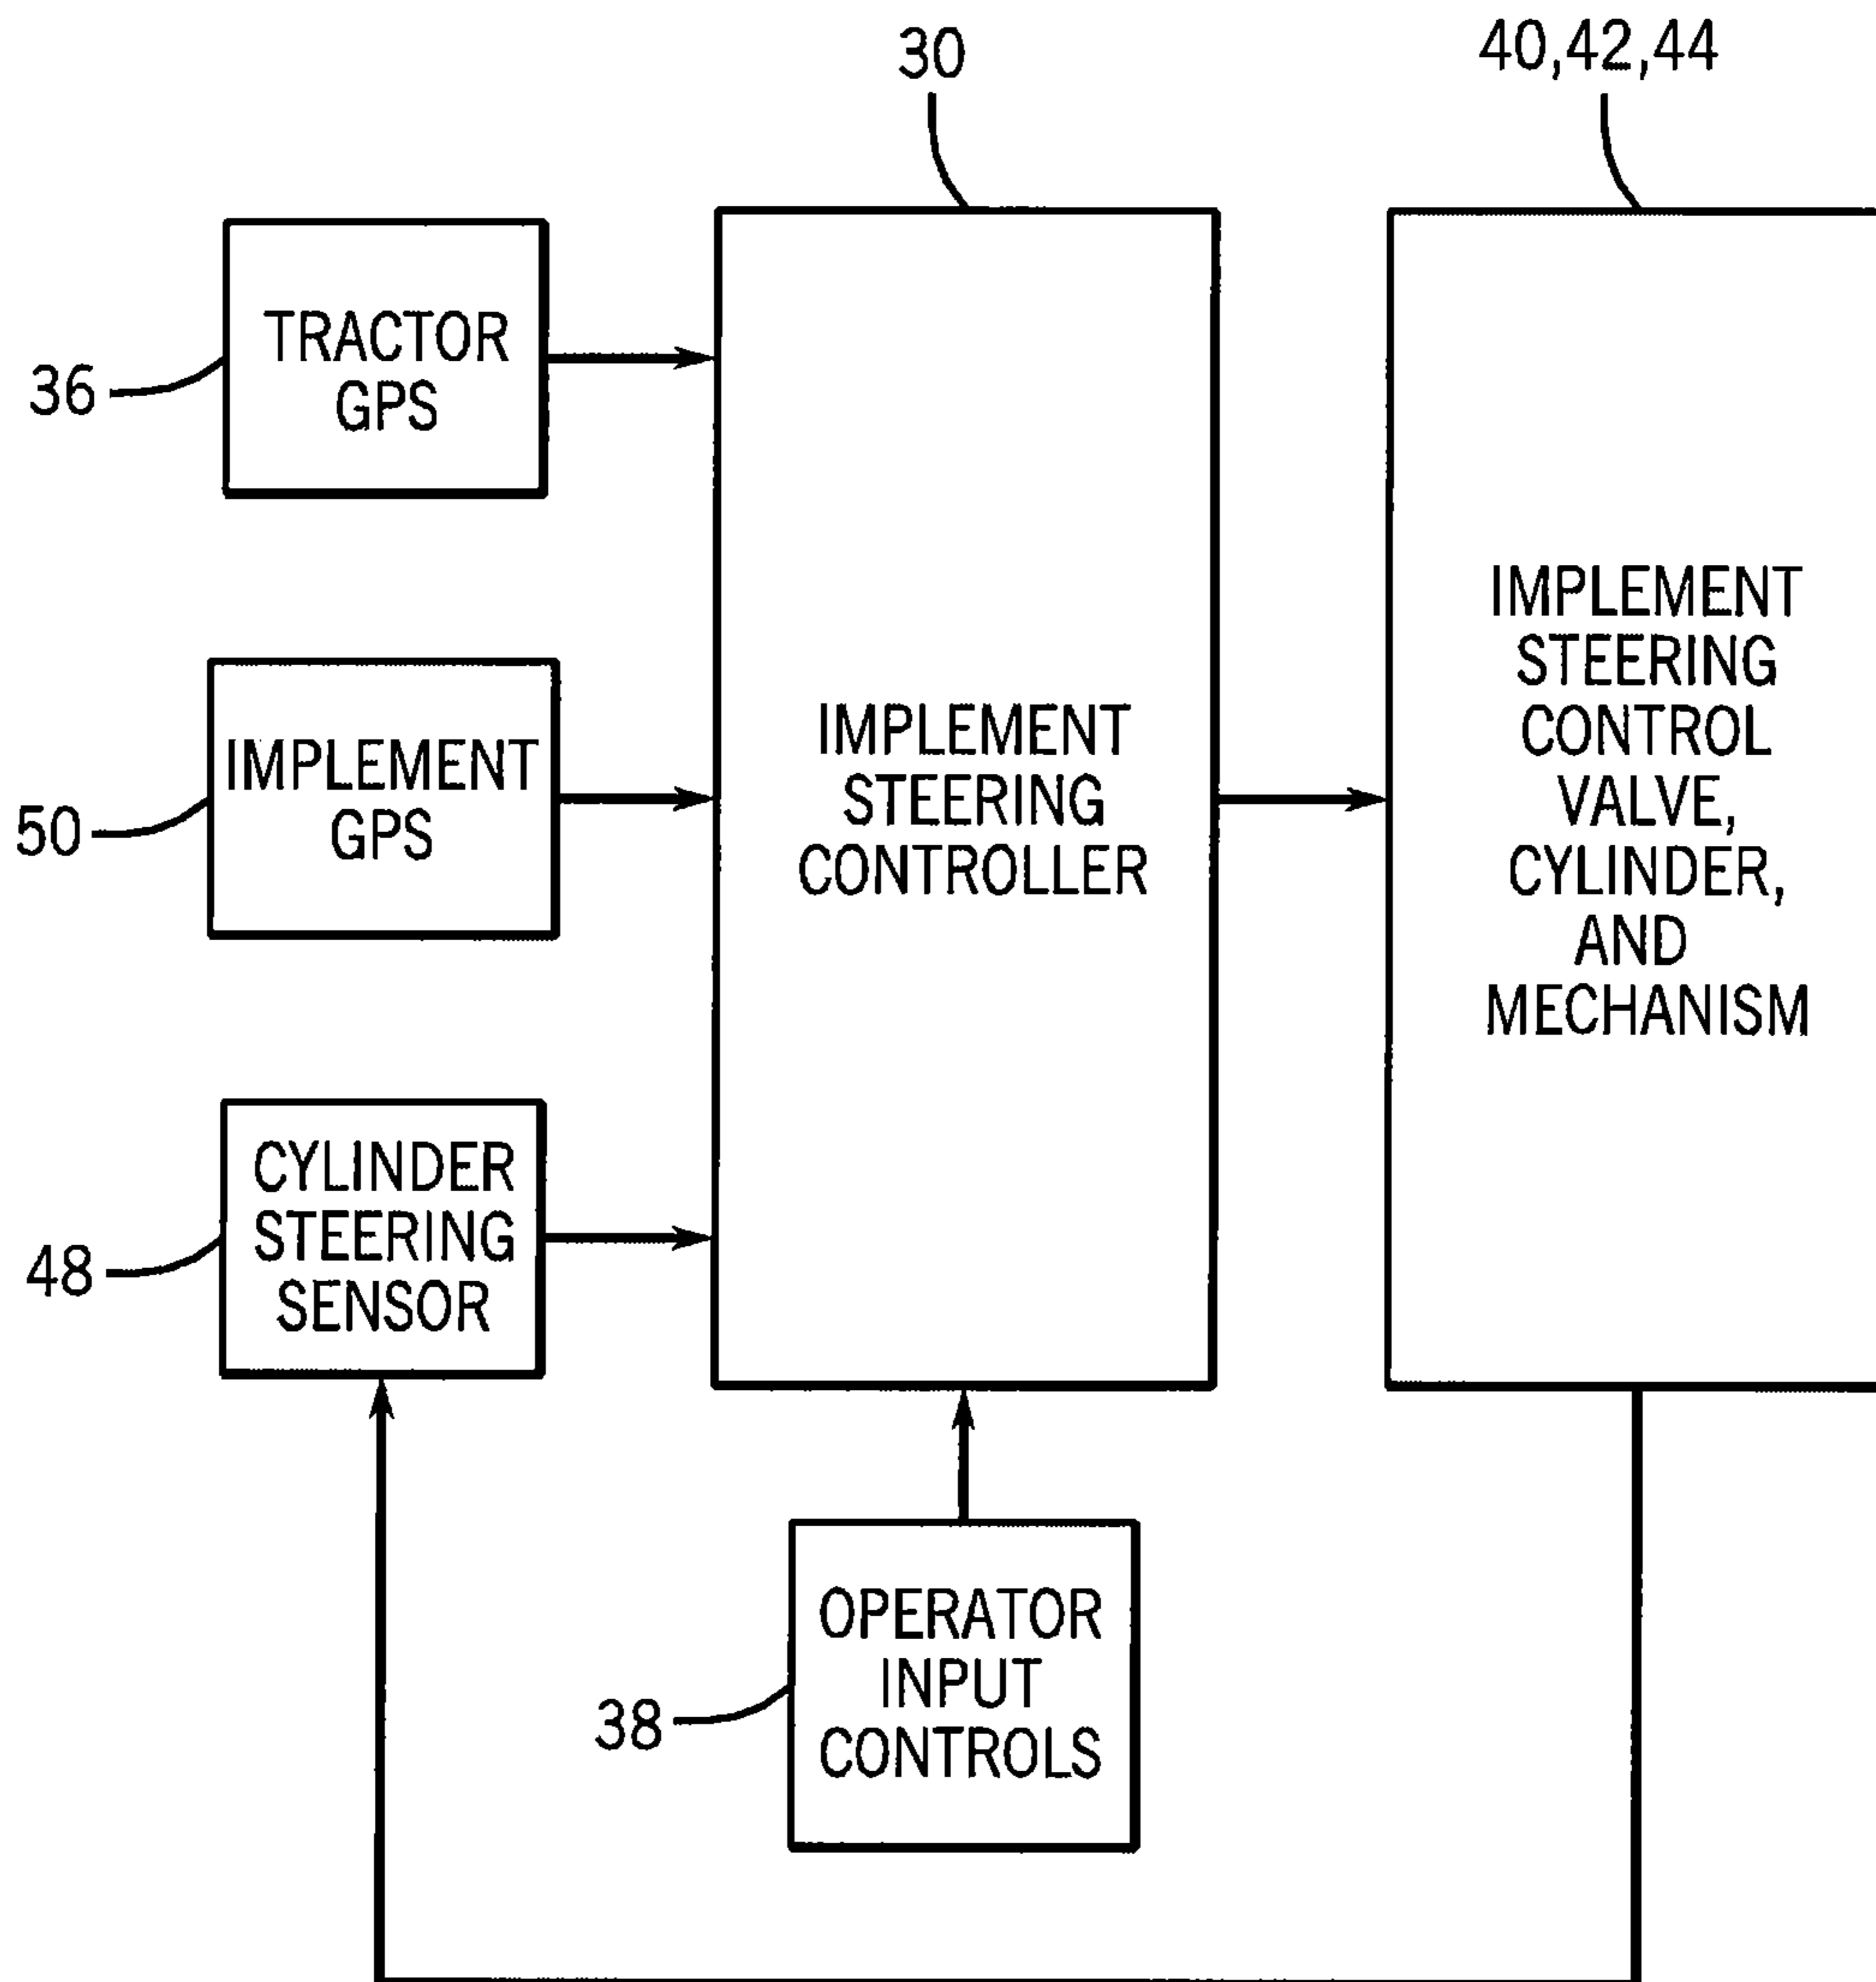 30
40,42,44
TRACTOR
GPS
36
IMPLEMENT
GPS
50
CYLINDER
STEERING
SENSOR
48
IMPLEMENT
STEERING
CONTROLLER
IMPLEMENT
STEERING
CONTROL
VALVE,
CYLINDER,
AND
MECHANISM
OPERATOR
INPUT
CONTROLS
38